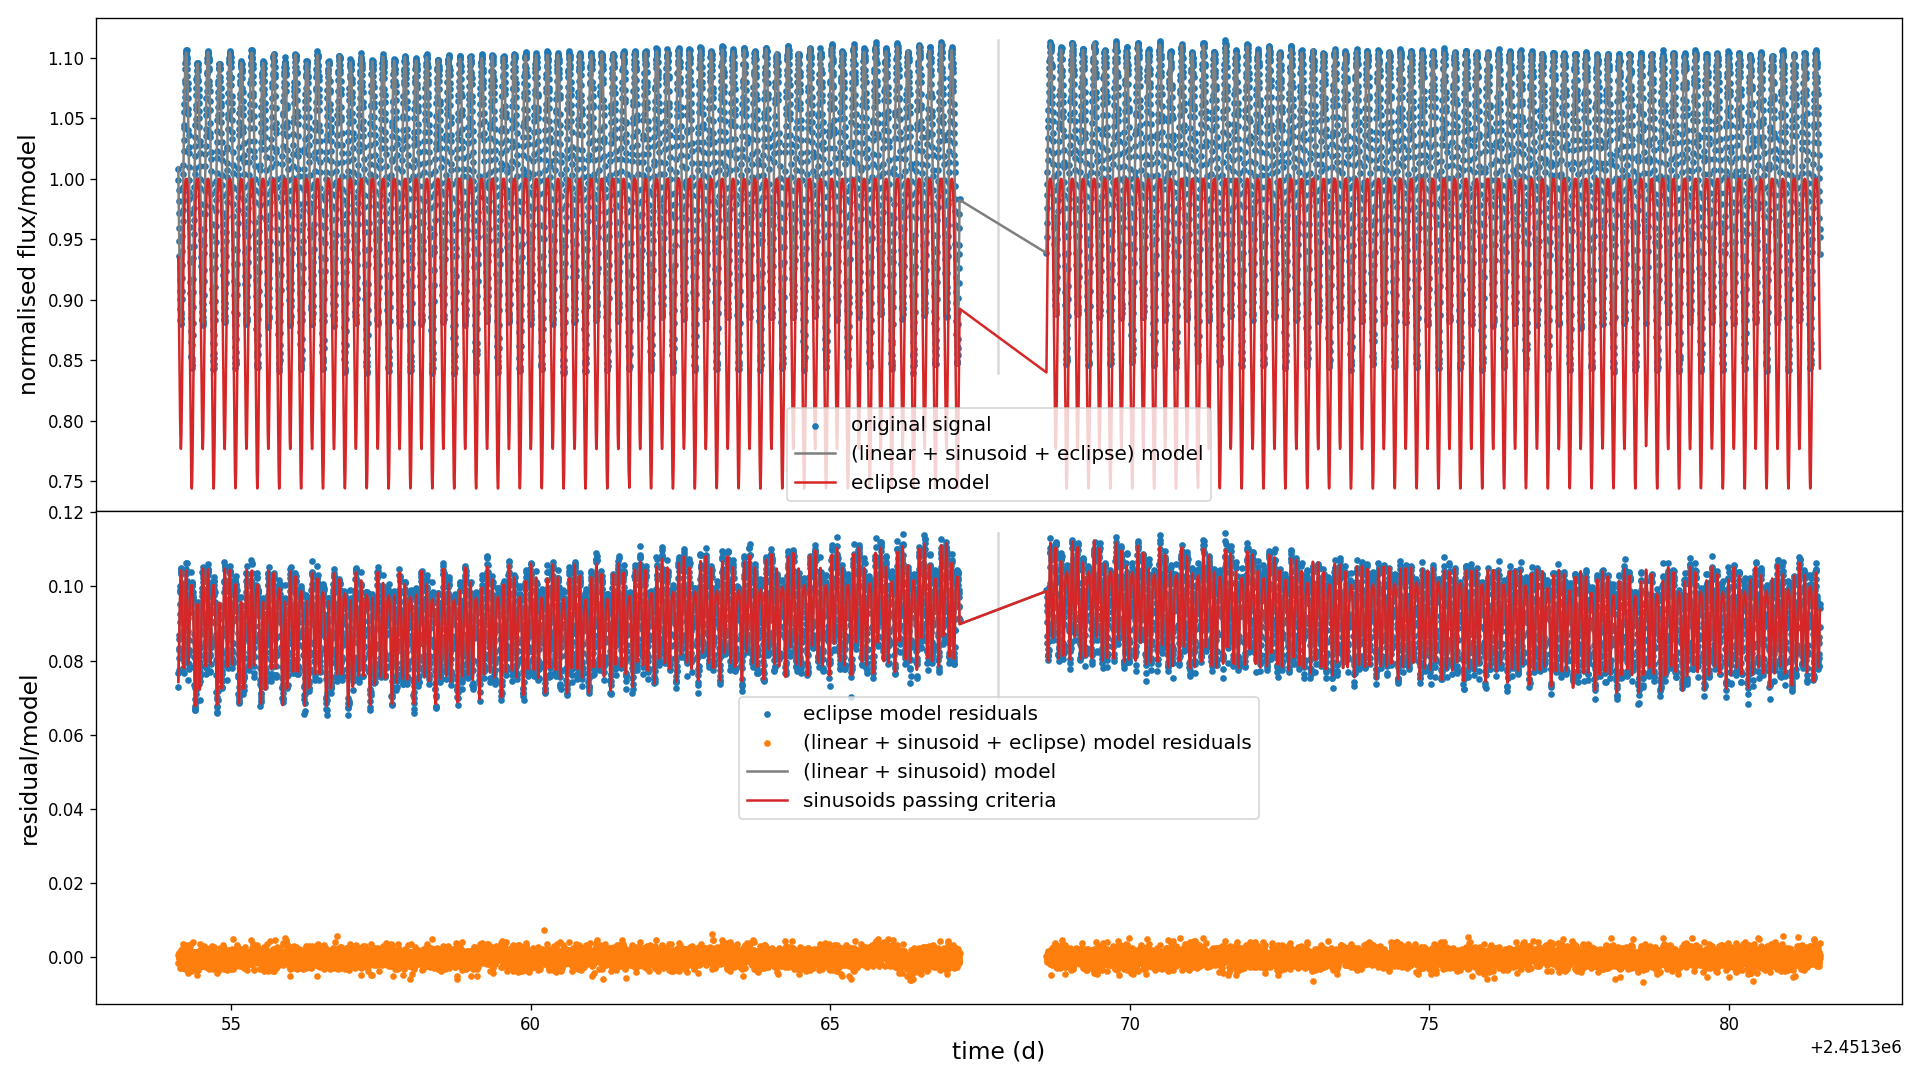 normalised flux/model
1.10
1.05
1.00
0.95
0.90
0.85
0.80
0.75
original signal
(linear + sinusoid + eclipse) model
eclipse model
residual/model
0.12
0.10
0.08
0.06
0.04
0.02
0.00
eclipse model residuals
(linear + sinusoid + eclipse) model residuals
(linear + sinusoid) model
sinusoids passing criteria
55 60 65 70 75 80
time (d)
+2.4513e6